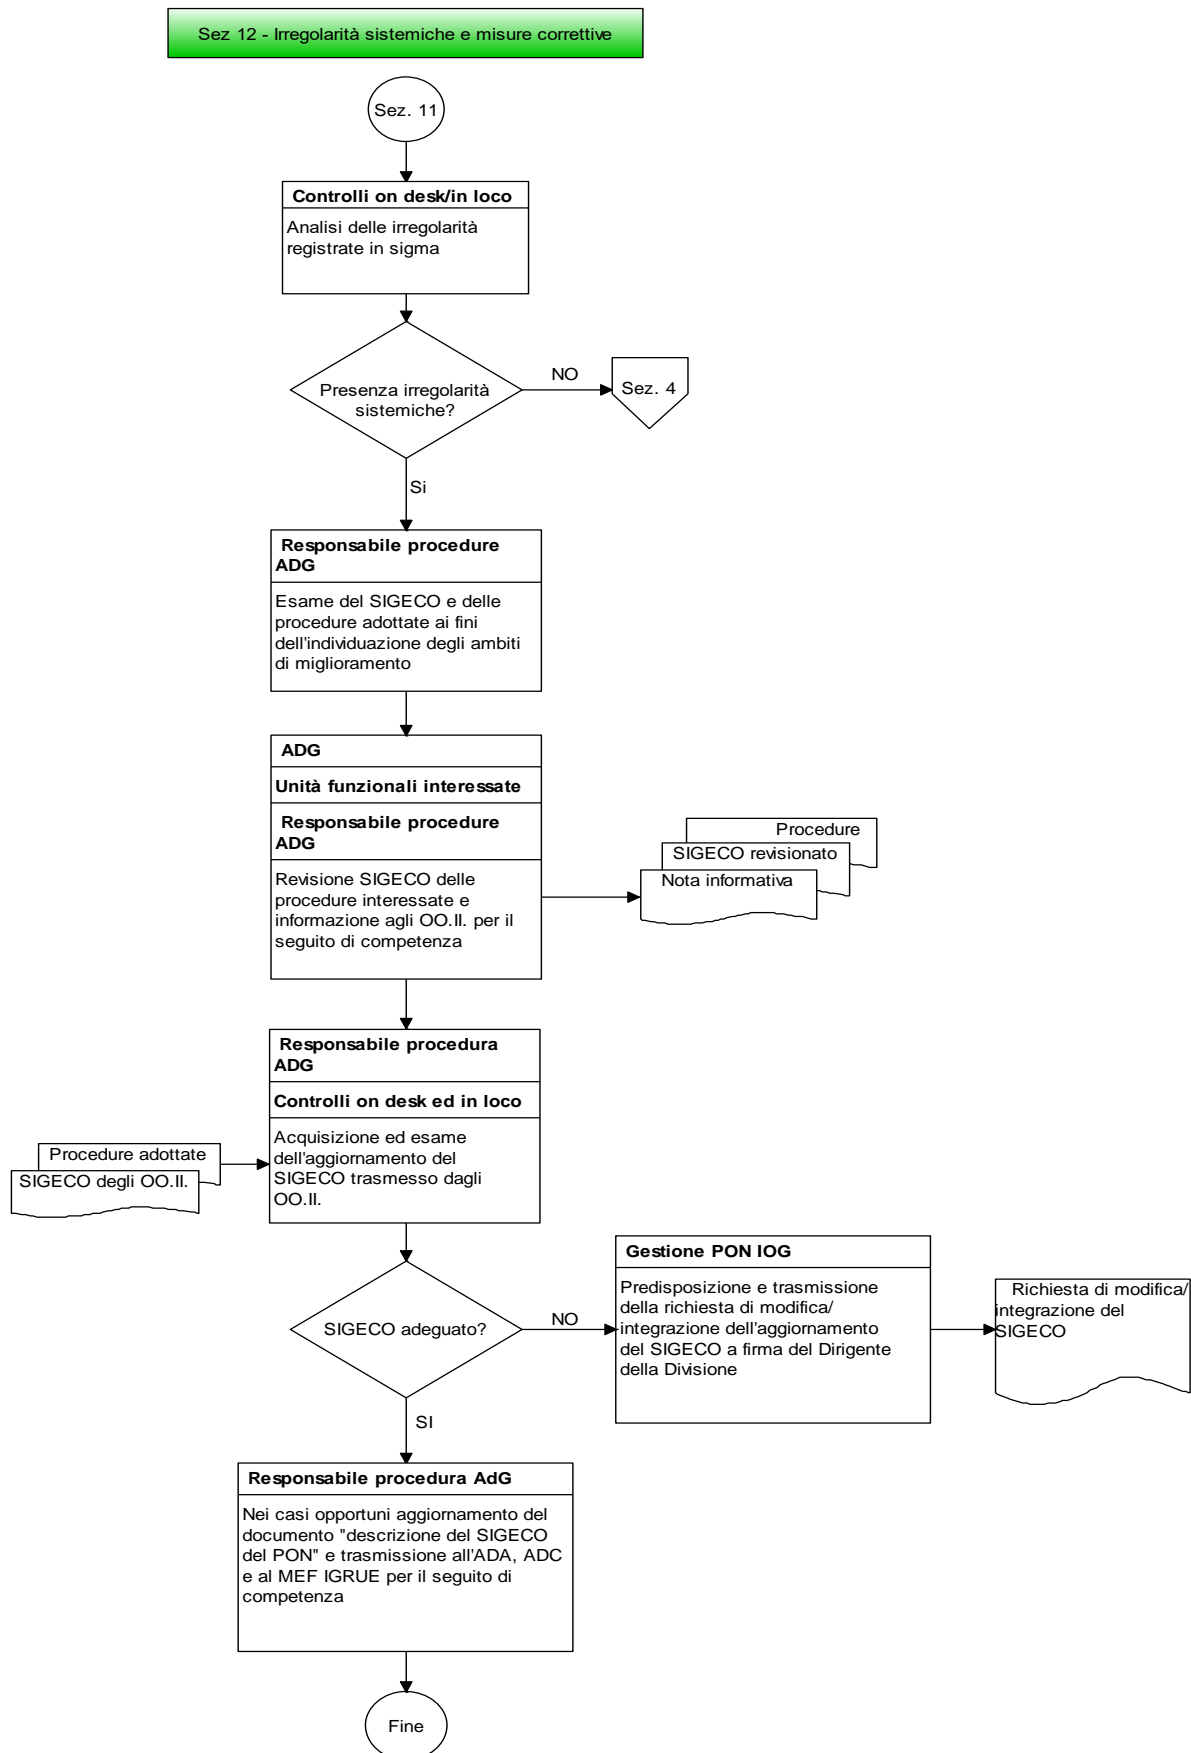 Sez 12 - Irregolarità sistemiche e misure correttive
Sez. 11
Controlli on desk/in loco
Analisi delle irregolarità
registrate in sigma
Presenza irregolarità
sistemiche?
NO
Sez. 4
Si
Responsabile procedure
ADG
Esame del SIGECO e delle
procedure adottate ai fini
dell'individuazione degli ambiti
di miglioramento
ADG
Unità funzionali interessate
Responsabile procedure
ADG
Revisione SIGECO delle
procedure interessate e
informazione agli OO.II. per il
seguito di competenza
Procedure
SIGECO revisionato
Nota informativa
Responsabile procedura
ADG
Controlli on desk ed in loco
Acquisizione ed esame
dell'aggiornamento del
SIGECO trasmesso dagli
OO.II.
Procedure adottate
SIGECO degli OO.II.
SIGECO adeguato?
NO
Gestione PON IOG
Predisposizione e trasmissione
della richiesta di modifica/
integrazione dell'aggiornamento
del SIGECO a firma del Dirigente
della Divisione
Richiesta di modifica/
integrazione del
SIGECO
SI
Responsabile procedura AdG
Nei casi opportuni aggiornamento del
documento "descrizione del SIGECO
del PON" e trasmissione all'ADA, ADC
e al MEF IGRUE per il seguito di
competenza
Fine